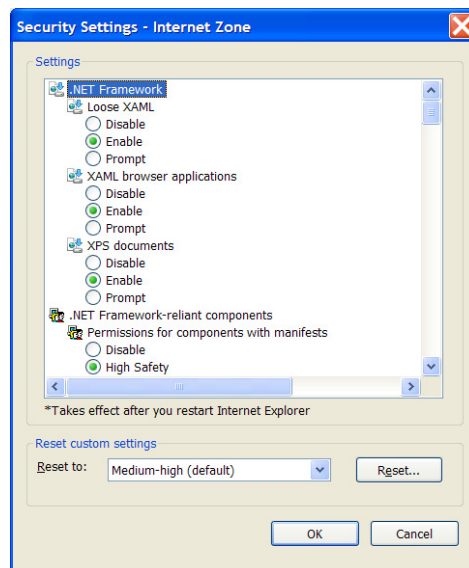 Security Settings - Internet Zone
Settings
.NET Framework
Loose XAML
Disable
Enable
Prompt
XAML browser applications
Disable
Enable
Prompt
XPS documents
Disable
Enable
Prompt
.NET Framework-reliant components
Permissions for components with manifests
Disable
High Safety
*Takes effect after you restart Internet Explorer
Reset custom settings
Reset to: Medium-high (default) Reset...
OK Cancel